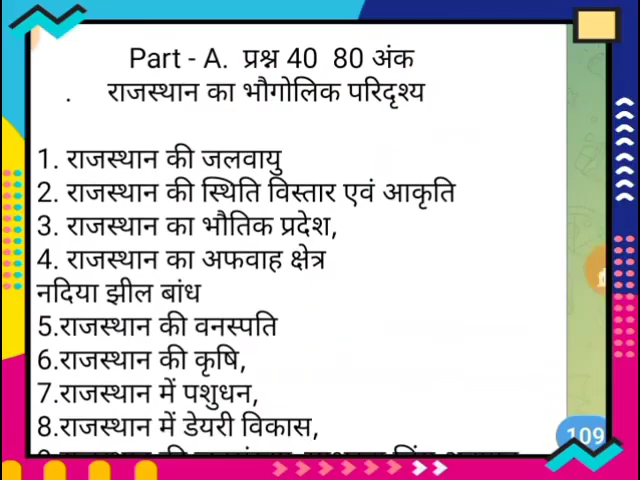 Part - A. प्रश्न 40 80 अंक
. राजस्थान का भौगोलिक परिदृश्य
1. राजस्थान की जलवायु
2. राजस्थान की स्थिति विस्तार एवं आकृति
3. राजस्थान का भौतिक प्रदेश,
4. राजस्थान का अफवाह क्षेत्र
नदिया झील बांध
5.राजस्थान की वनस्पति
6.राजस्थान की कृषि,
7.राजस्थान में पशुधन,
8.राजस्थान में डेयरी विकास,
109